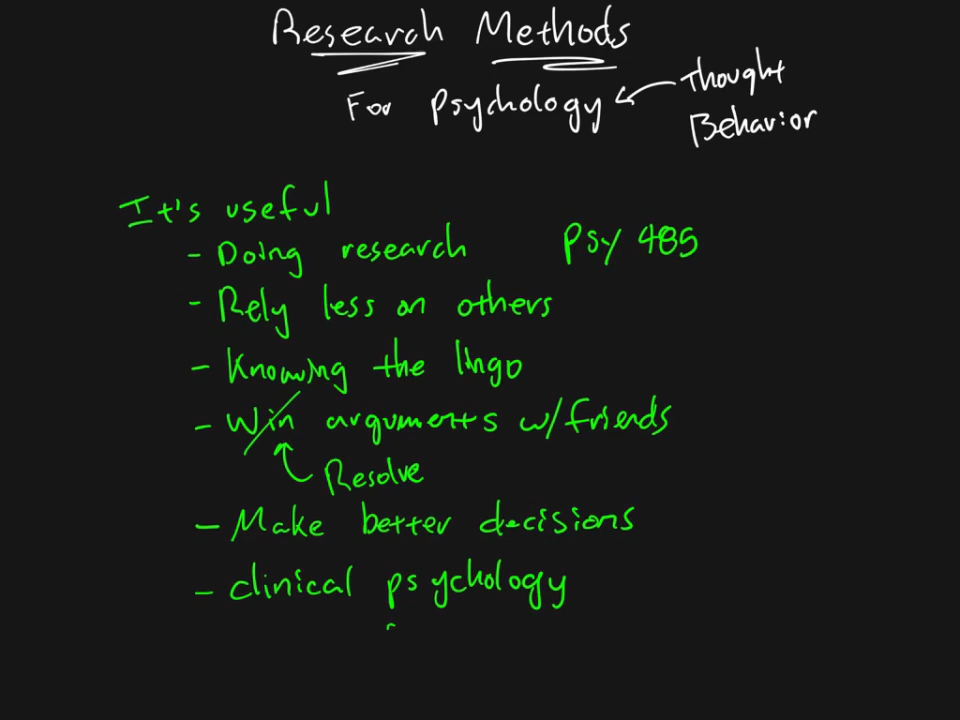 Research Methods
For Psychology
Thought
Behavior
It's useful
- Doing research Psy 485
- Rely less on others
- Knowing the lingo
- Win arguments w/friends
Resolve
- Make better decisions
- clinical psychology